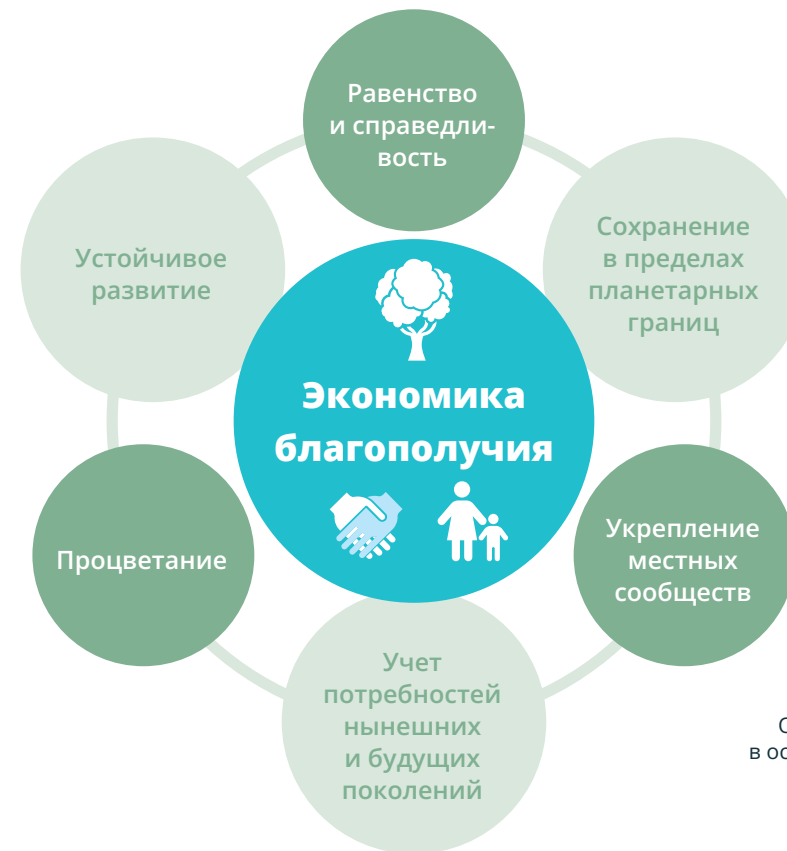 Равенство
и справедли-
вость
Сохранение
в пределах
планетарных
границ
Устойчивое
развитие
Экономика
благополучия
Укрепление
местных
сообществ
Процветание
Учет
потребностей
нынешних
и будущих
поколений
в